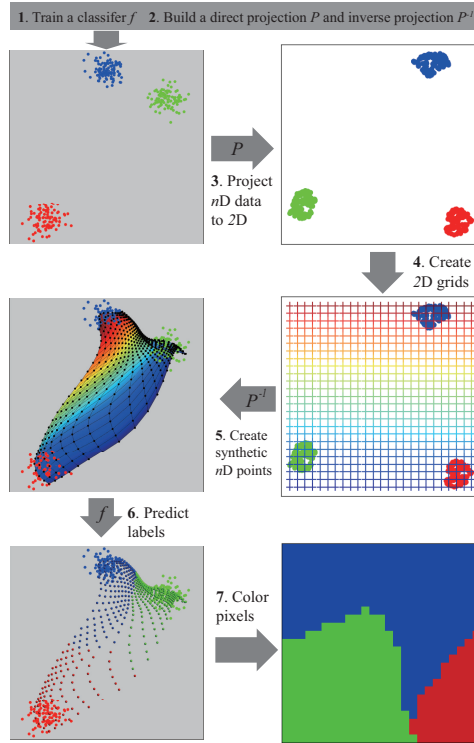 1. Train a classifer f 2. Build a direct projection P and inverse projection P⁻¹
P
3. Project
nD data
to 2D
4. Create
2D grids
P⁻¹
5. Create
synthetic
nD points
f
6. Predict
labels
7. Color
pixels